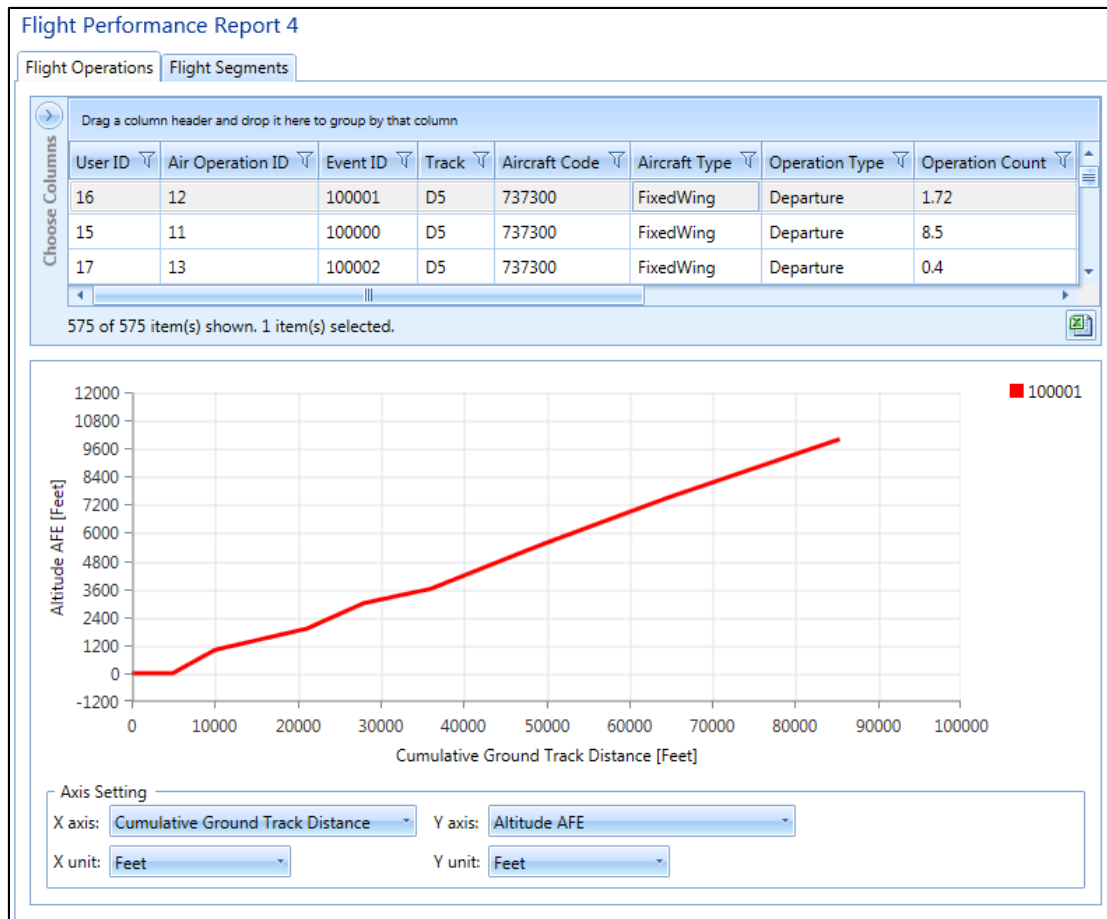 Flight Performance Report 4
Flight Operations Flight Segments
Choose Columns
Drag a column header and drop it here to group by that column
User ID Air Operation ID Event ID Track Aircraft Code Aircraft Type Operation Type Operation Count
16 12 100001 D5 737300 FixedWing Departure 1.72
15 11 100000 D5 737300 FixedWing Departure 8.5
17 13 100002 D5 737300 FixedWing Departure 0.4
575 of 575 item(s) shown. 1 item(s) selected.
100001
Altitude AFE [Feet]
12000
10800
9600
8400
7200
6000
4800
3600
2400
1200
0
-1200
0 10000 20000 30000 40000 50000 60000 70000 80000 90000 100000
Cumulative Ground Track Distance [Feet]
Axis Setting
X axis: Cumulative Ground Track Distance Y axis: Altitude AFE
X unit: Feet Y unit: Feet